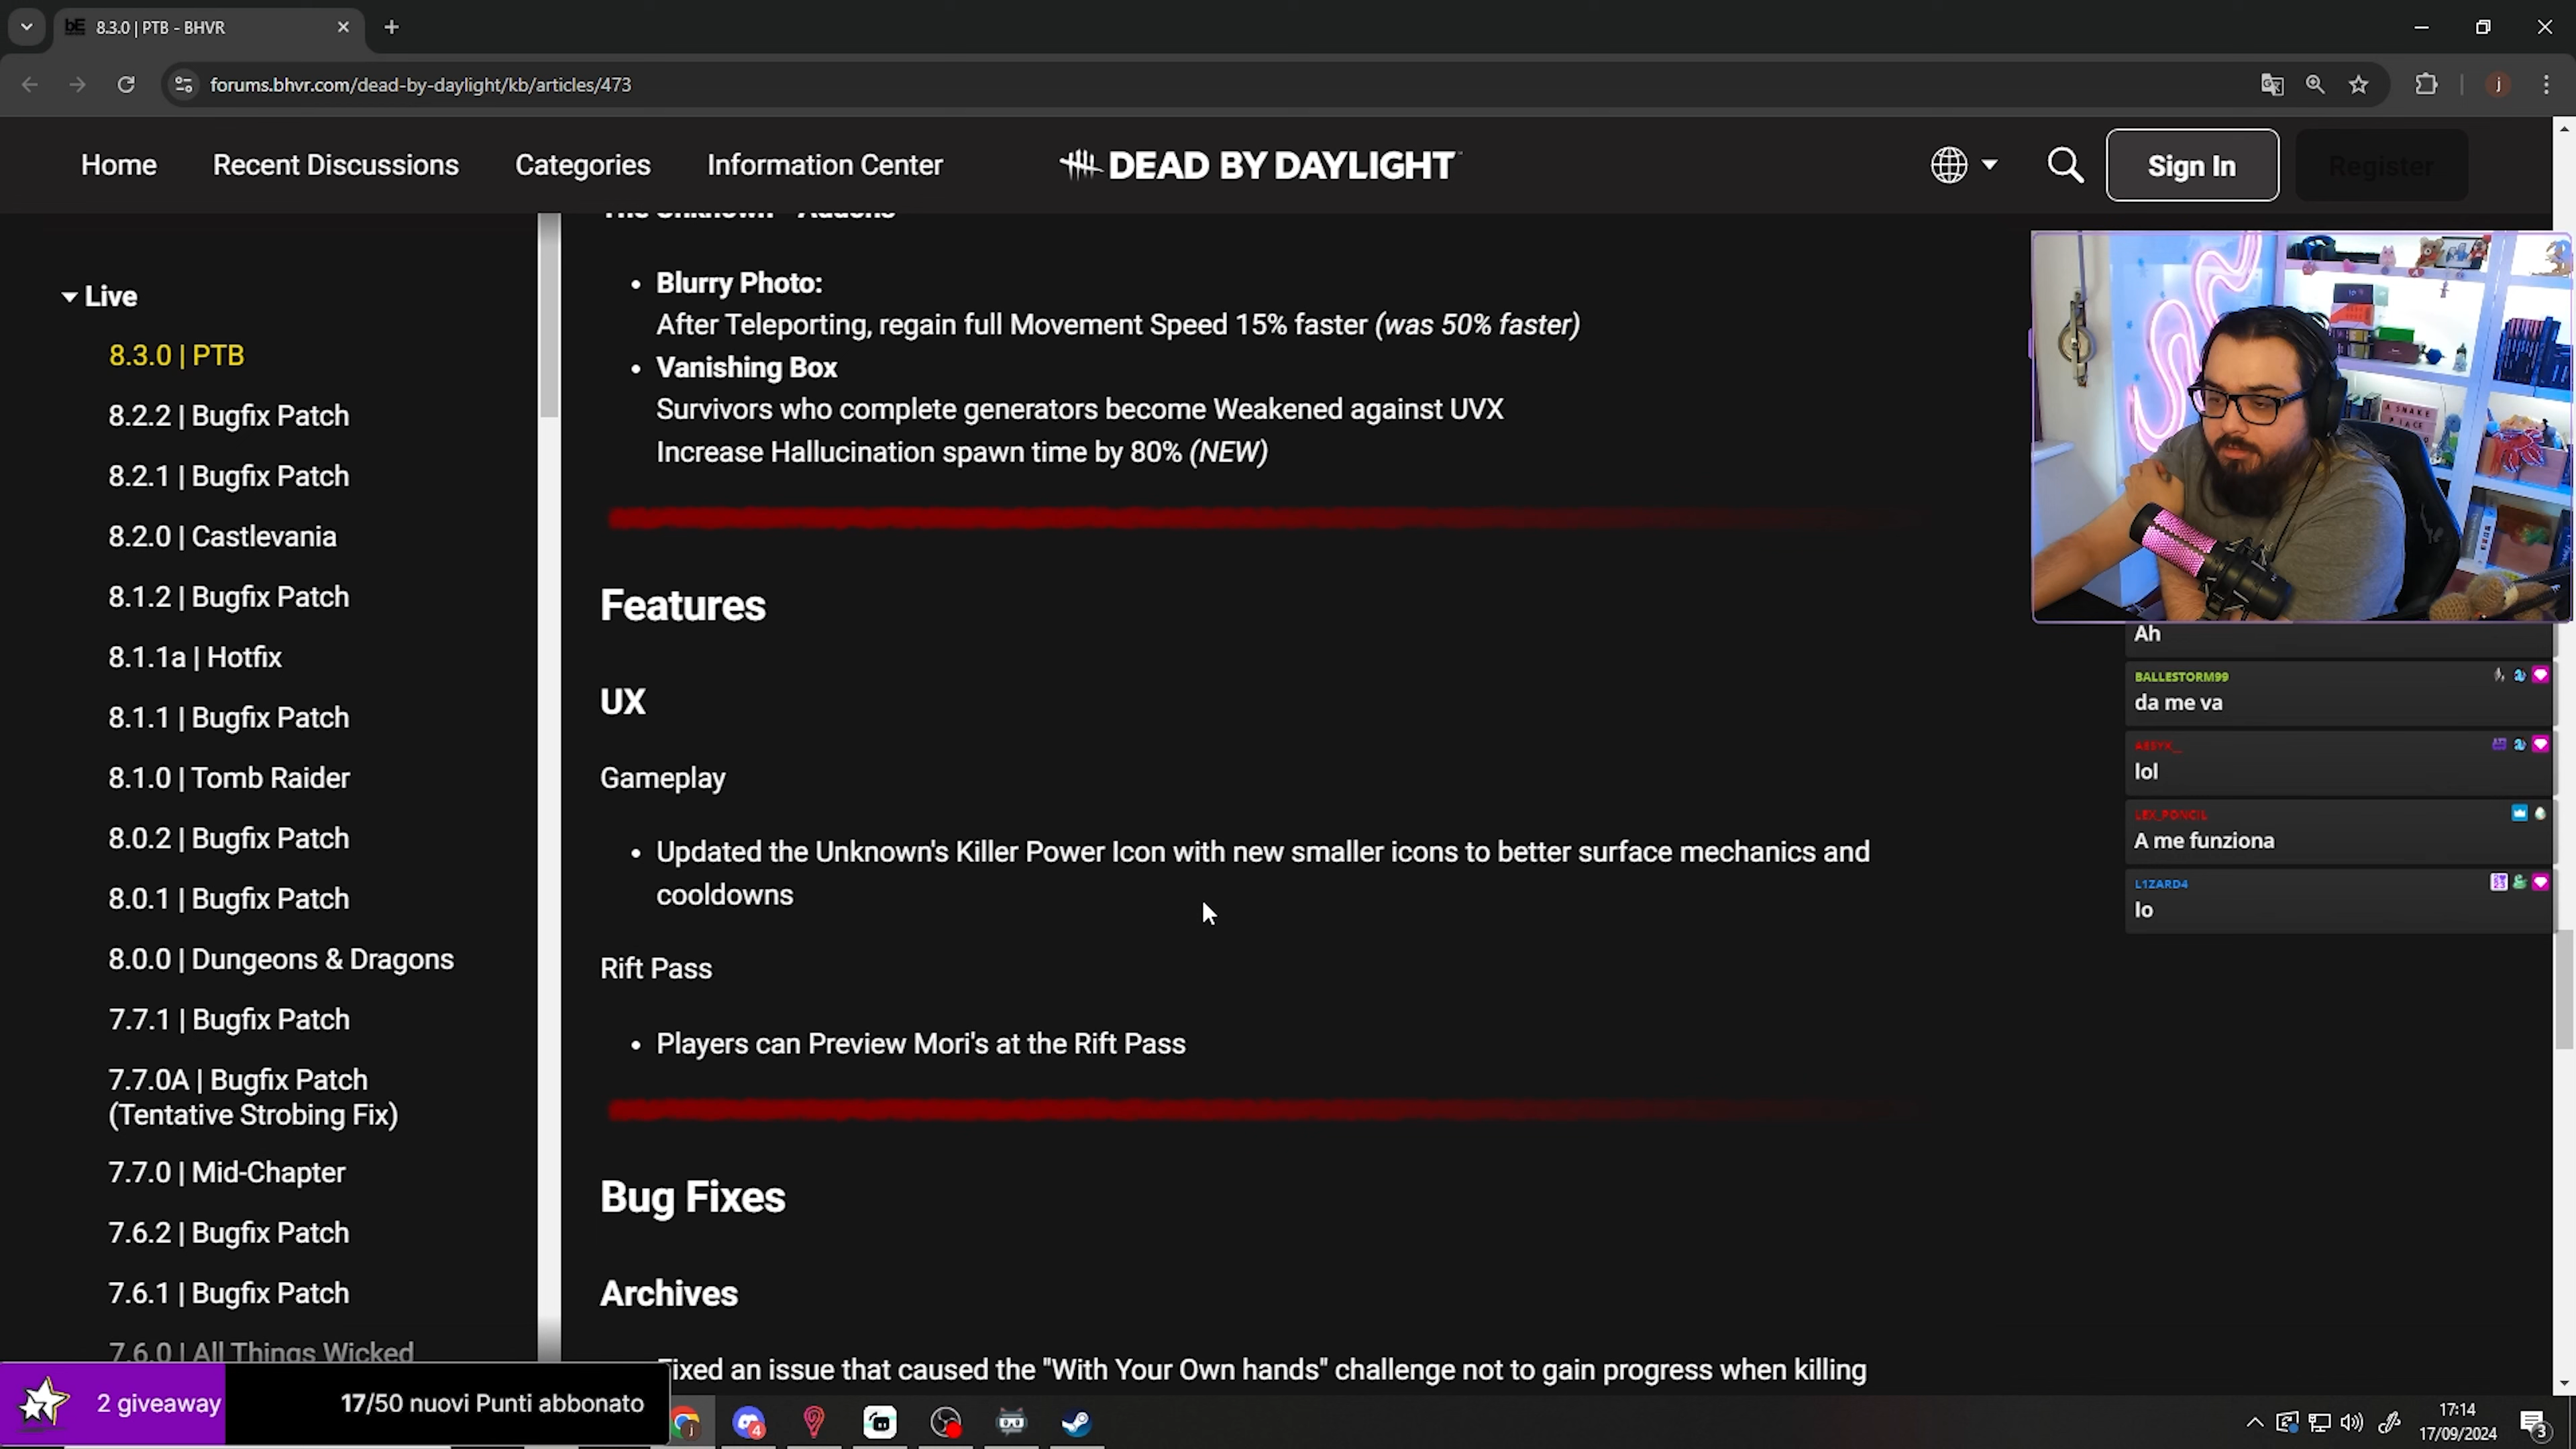 8.3.0 | PTB - BHVR
forums.bhvr.com/dead-by-daylight/kb/articles/473
j
Home
Recent Discussions
Categories
Information Center
DEAD BY DAYLIGHT
Sign In
Register
Live
8.3.0 | PTB
8.2.2 | Bugfix Patch
8.2.1 | Bugfix Patch
8.2.0 | Castlevania
8.1.2 | Bugfix Patch
8.1.1a | Hotfix
8.1.1 | Bugfix Patch
8.1.0 | Tomb Raider
8.0.2 | Bugfix Patch
8.0.1 | Bugfix Patch
8.0.0 | Dungeons & Dragons
7.7.1 | Bugfix Patch
7.7.0A | Bugfix Patch
(Tentative Strobing Fix)
7.7.0 | Mid-Chapter
7.6.2 | Bugfix Patch
7.6.1 | Bugfix Patch
7.6.0 | All Things Wicked
The Unknown - Addons
Blurry Photo:
After Teleporting, regain full Movement Speed 15% faster (was 50% faster)
Vanishing Box
Survivors who complete generators become Weakened against UVX
Increase Hallucination spawn time by 80% (NEW)
Features
UX
Gameplay
Updated the Unknown's Killer Power Icon with new smaller icons to better surface mechanics and
cooldowns
Rift Pass
Players can Preview Mori's at the Rift Pass
Bug Fixes
Archives
Fixed an issue that caused the "With Your Own hands" challenge not to gain progress when killing
A SNAKE
PLACE
Ah
BALLESTORM99
da me va
lol
LEX_PONCIL
A me funziona
L1ZARD4
Io
2 giveaway
17/50 nuovi Punti abbonato
4
17:14
17/09/2024
3